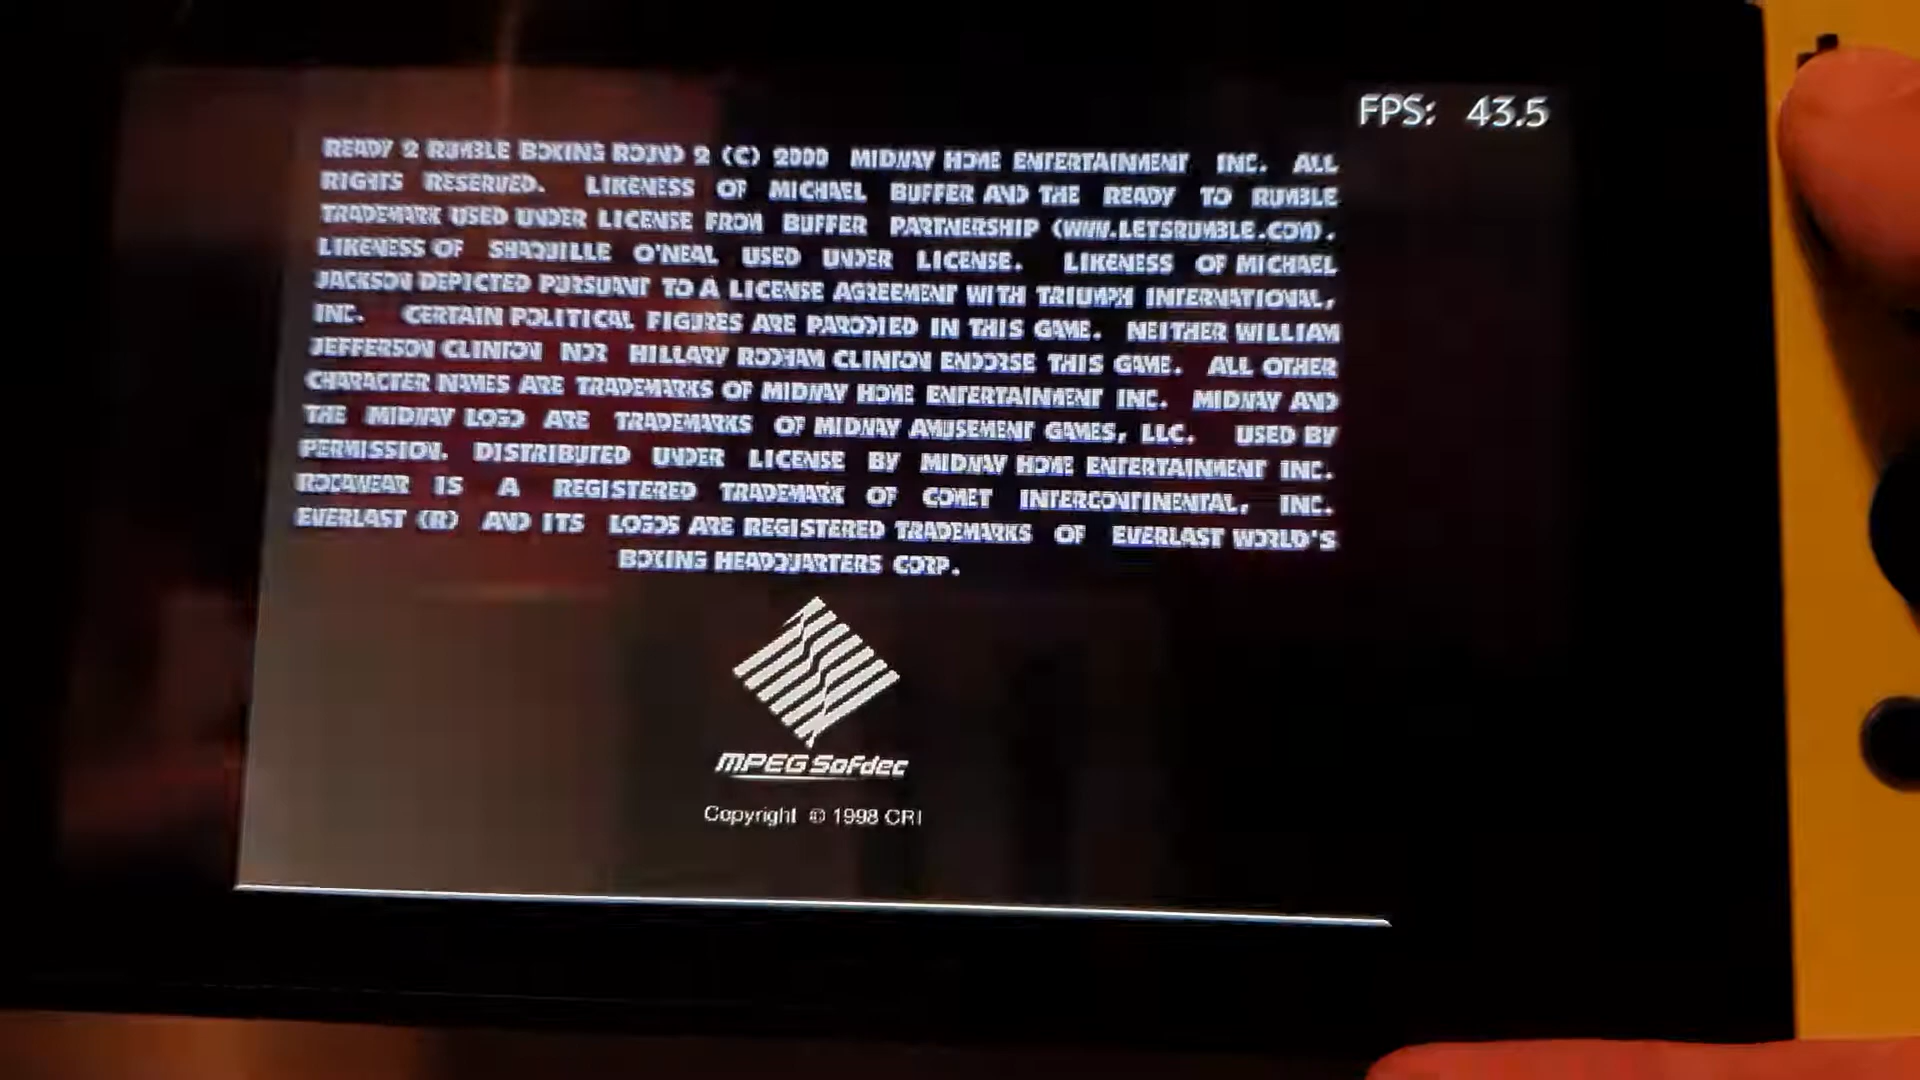 FPS: 43.5
READY 2 RUMBLE BOXING ROUND 2 (C) 2000 MIDWAY HOME ENTERTAINMENT INC. ALL
RIGHTS RESERVED. LIKENESS OF MICHAEL BUFFER AND THE READY TO RUMBLE
TRADEMARK USED UNDER LICENSE FROM BUFFER PARTNERSHIP (WWW.LETSRUMBLE.COM).
LIKENESS OF SHAQUILLE O'NEAL USED UNDER LICENSE. LIKENESS OF MICHAEL
JACKSON DEPICTED PURSUANT TO A LICENSE AGREEMENT WITH TRIUMPH INTERNATIONAL,
INC. CERTAIN POLITICAL FIGURES ARE PARODIED IN THIS GAME. NEITHER WILLIAM
JEFFERSON CLINTON NOR HILLARY RODHAM CLINTON ENDORSE THIS GAME. ALL OTHER
CHARACTER NAMES ARE TRADEMARKS OF MIDWAY HOME ENTERTAINMENT INC. MIDWAY AND
THE MIDWAY LOGO ARE TRADEMARKS OF MIDWAY AMUSEMENT GAMES, LLC. USED BY
PERMISSION. DISTRIBUTED UNDER LICENSE BY MIDWAY HOME ENTERTAINMENT INC.
ROCAWEAR IS A REGISTERED TRADEMARK OF COMET INTERCONTINENTAL, INC.
EVERLAST (R) AND ITS LOGOS ARE REGISTERED TRADEMARKS OF EVERLAST WORLD'S
BOXING HEADQUARTERS CORP.
MPEG Sofdec
Copyright © 1998 CRI